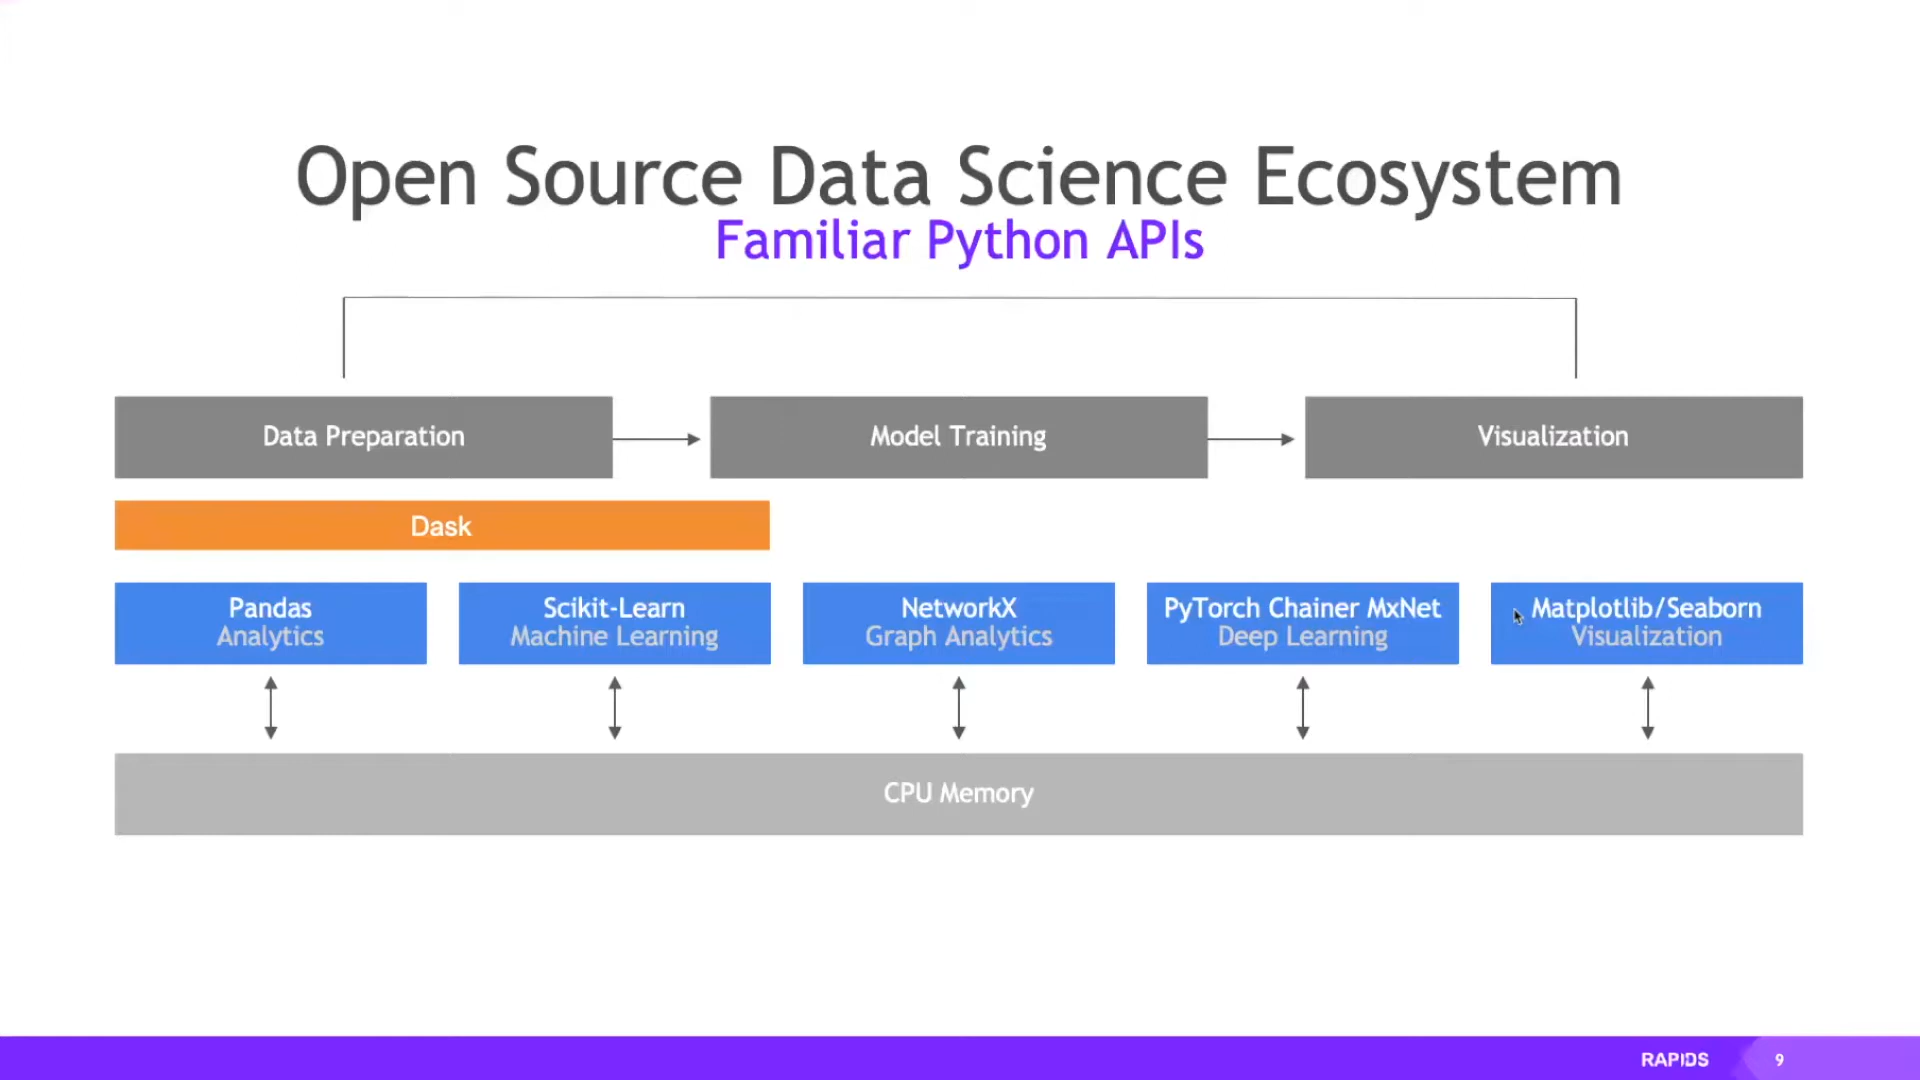 Open Source Data Science Ecosystem
Familiar Python APIs
Data Preparation
Model Training
Visualization
Dask
Pandas
Analytics
Scikit-Learn
Machine Learning
NetworkX
Graph Analytics
PyTorch Chainer MxNet
Deep Learning
Matplotlib/Seaborn
Visualization
CPU Memory
RAPIDS
9